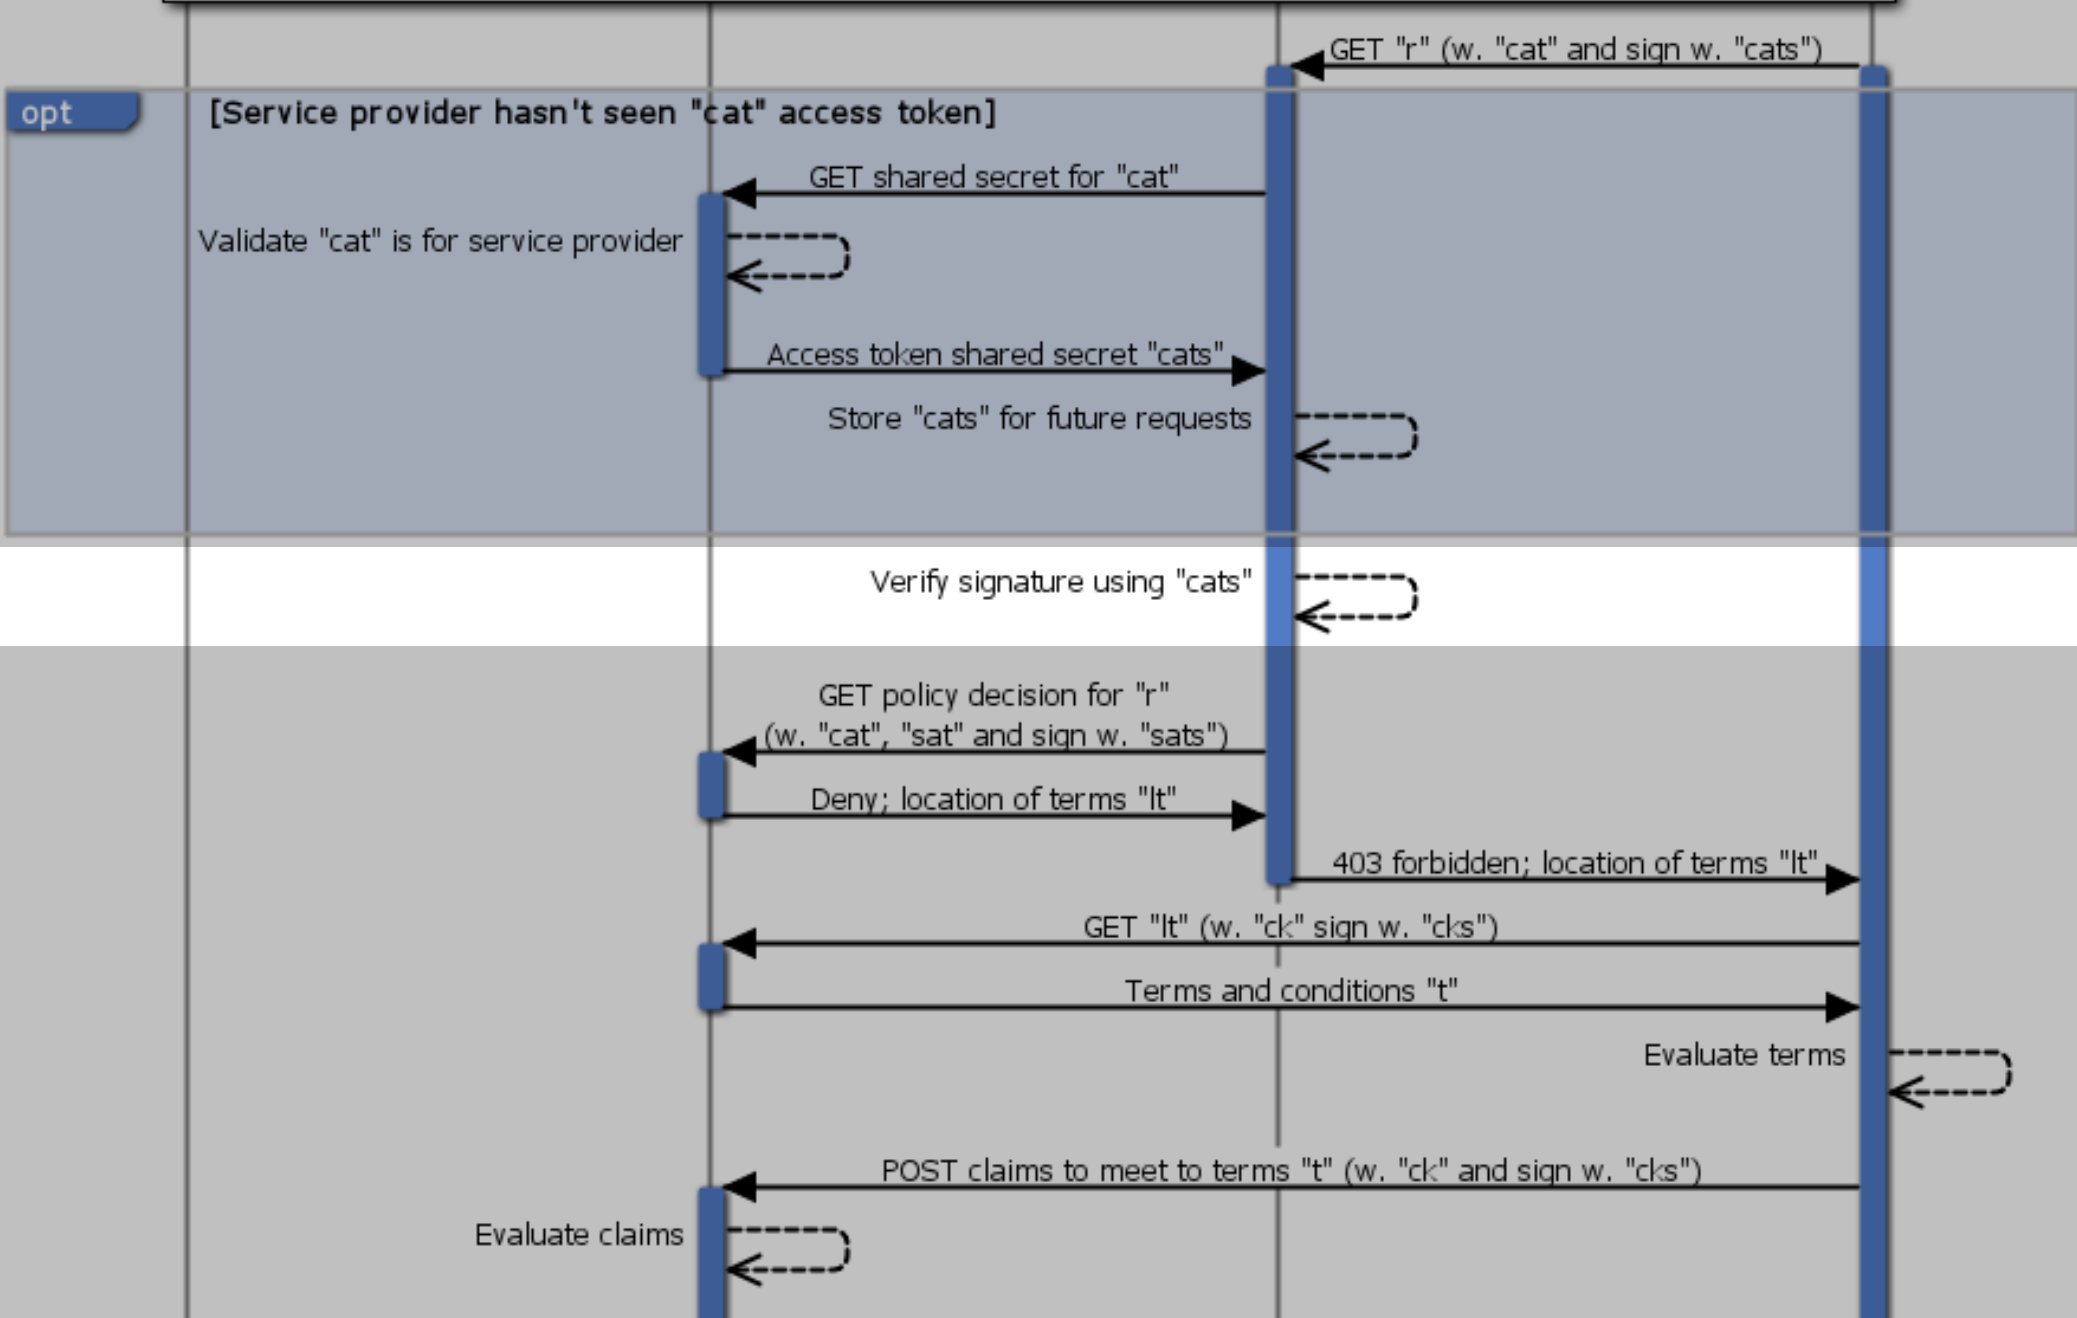 GET "r" (w. "cat" and sign w. "cats")
opt
[Service provider hasn't seen "cat" access token]
GET shared secret for "cat"
Validate "cat" is for service provider
Access token shared secret "cats"
Store "cats" for future requests
Verify signature using "cats"
GET policy decision for "r"
(w. "cat", "sat" and sign w. "sats")
Deny; location of terms "lt"
403 forbidden; location of terms "lt"
GET "lt" (w. "ck" sign w. "cks")
Terms and conditions "t"
Evaluate terms
POST claims to meet to terms "t" (w. "ck" and sign w. "cks")
Evaluate claims